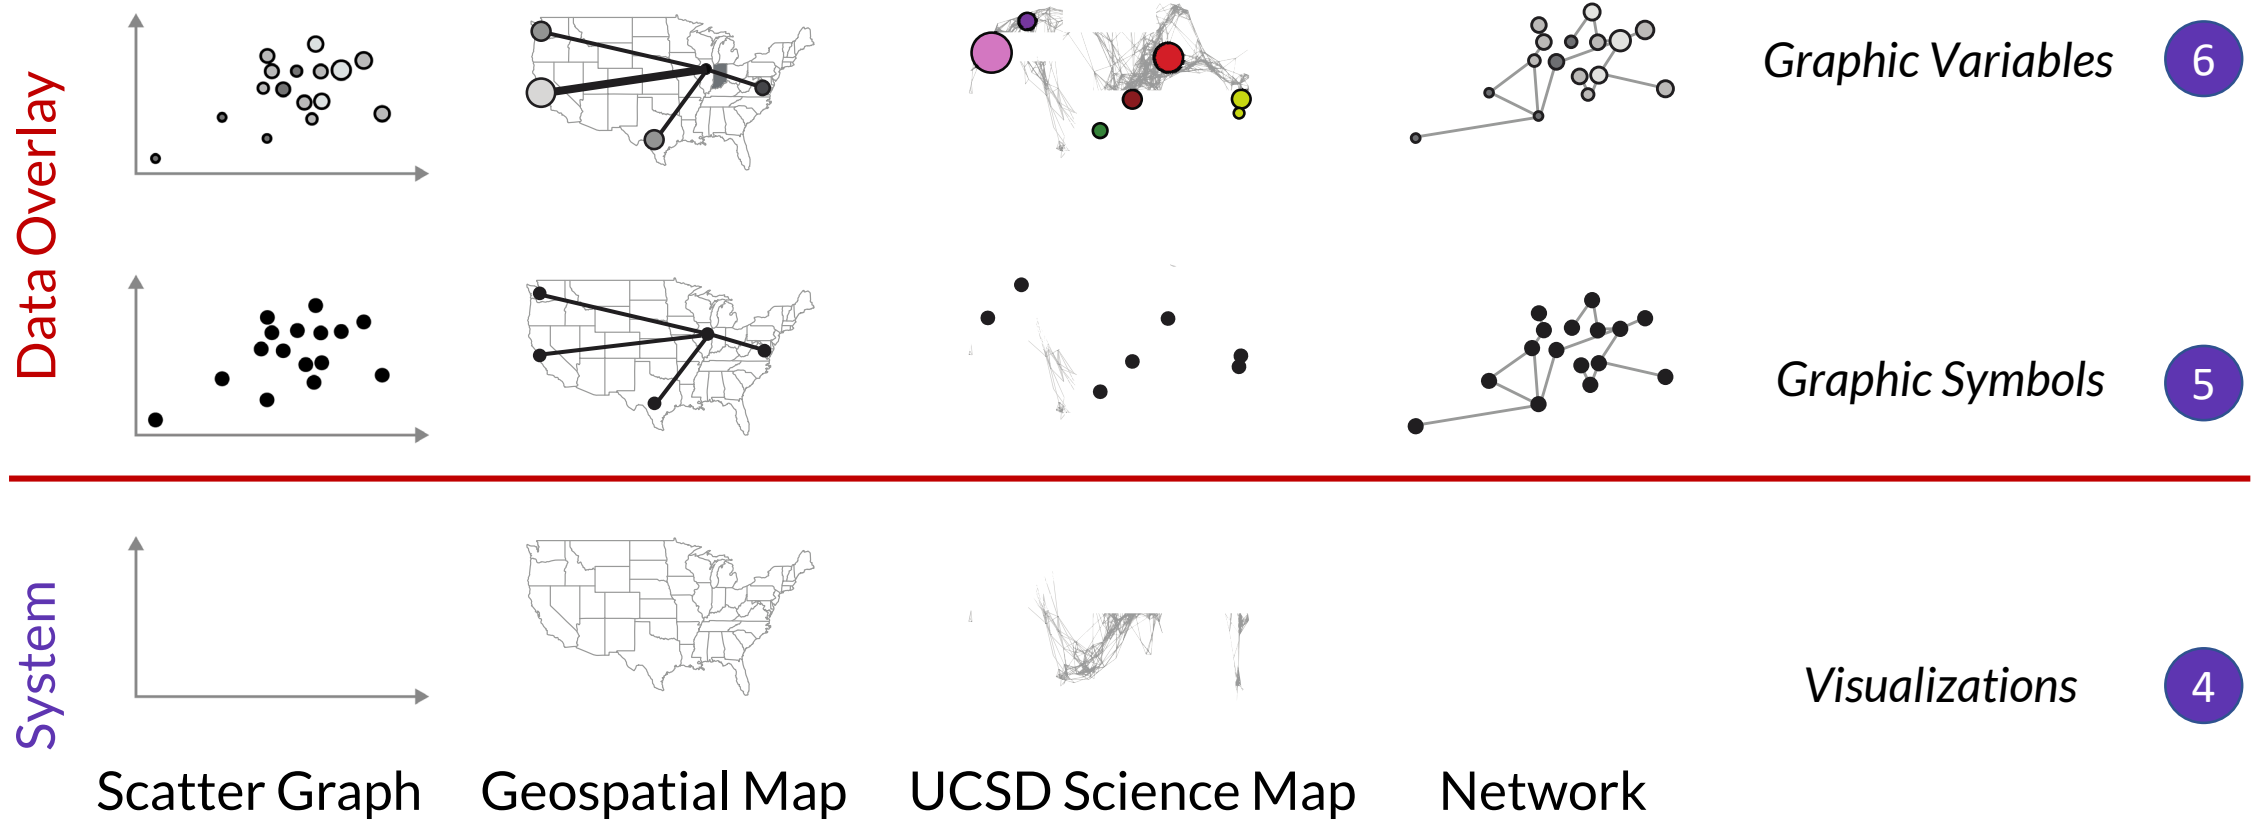 Data Overlay
Graphic Variables 6
Graphic Symbols 5
System
Visualizations 4
Scatter Graph Geospatial Map UCSD Science Map Network